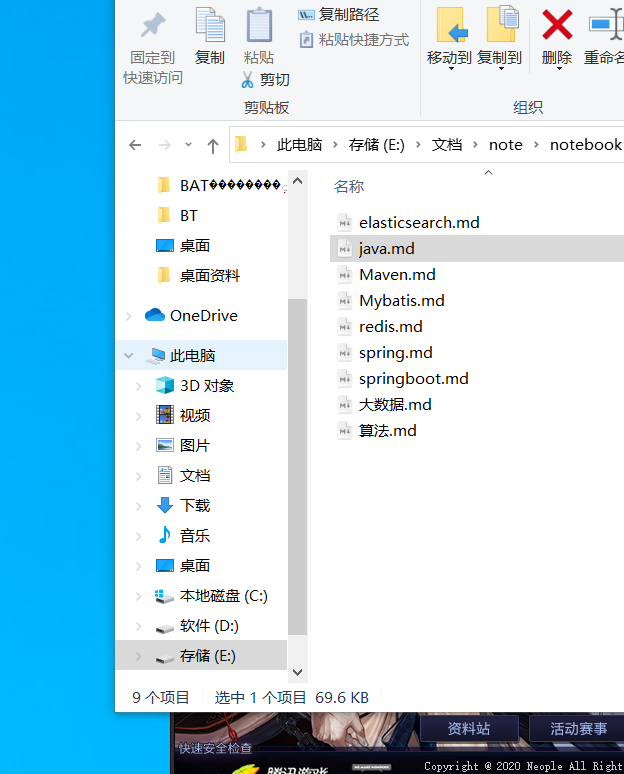 固定到
快速访问
复制
粘贴
复制路径
粘贴快捷方式
剪切
移动到
复制到
删除
重命名
剪贴板
组织
此电脑 存储 (E:) 文档 note notebook
名称
BAT��������
BT
桌面
桌面资料
OneDrive
此电脑
3D 对象
视频
图片
文档
下载
音乐
桌面
本地磁盘 (C:)
软件 (D:)
存储 (E:)
elasticsearch.md
java.md
Maven.md
Mybatis.md
redis.md
spring.md
springboot.md
大数据.md
算法.md
9 个项目 选中 1 个项目 69.6 KB
资料站
活动赛事
快速安全检查
腾讯游戏
Copyright @ 2020 Neople All Right